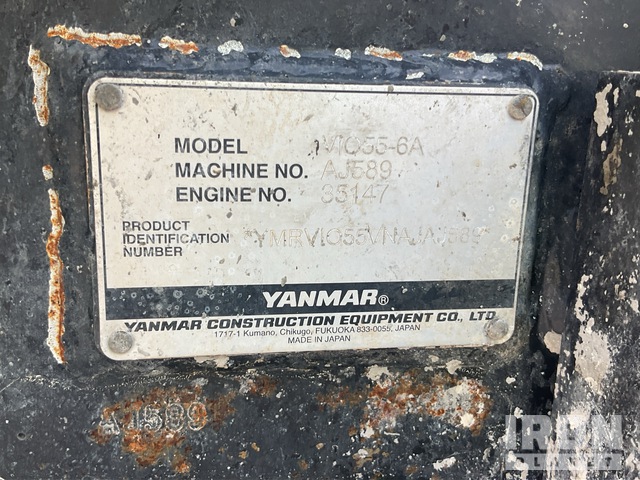 MODEL VIO55-6A
MACHINE NO. AJ589
ENGINE NO. 35147
PRODUCT
IDENTIFICATION YMRVIO55VNAJAJ589
NUMBER
YANMAR®
YANMAR CONSTRUCTION EQUIPMENT CO., LTD
1717-1 Kumano, Chikugo, FUKUOKA 833-0055, JAPAN
MADE IN JAPAN
AJ589
IRON